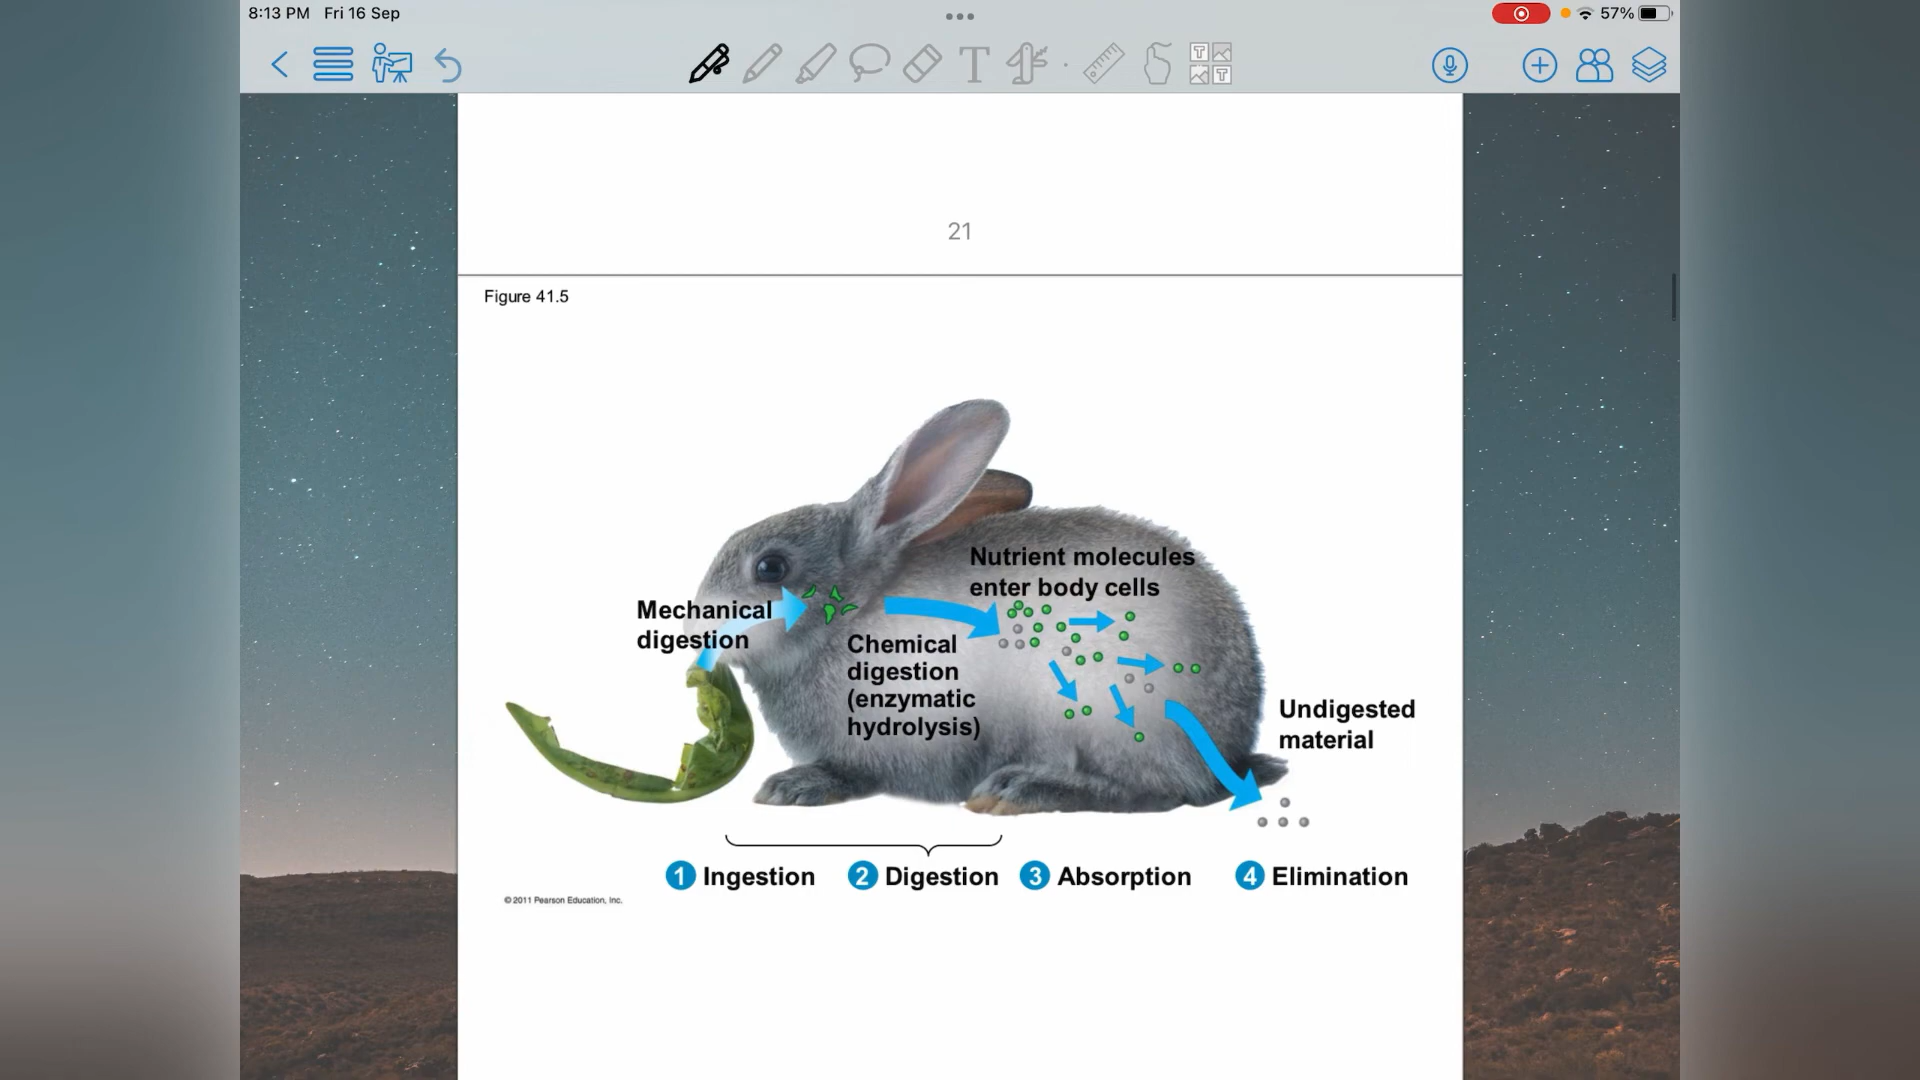 8:13 PM Fri 16 Sep
57%
21
Figure 41.5
Nutrient molecules
enter body cells
Mechanical
digestion
Chemical
digestion
(enzymatic
hydrolysis)
Undigested
material
1 Ingestion 2 Digestion 3 Absorption 4 Elimination
© 2011 Pearson Education, Inc.